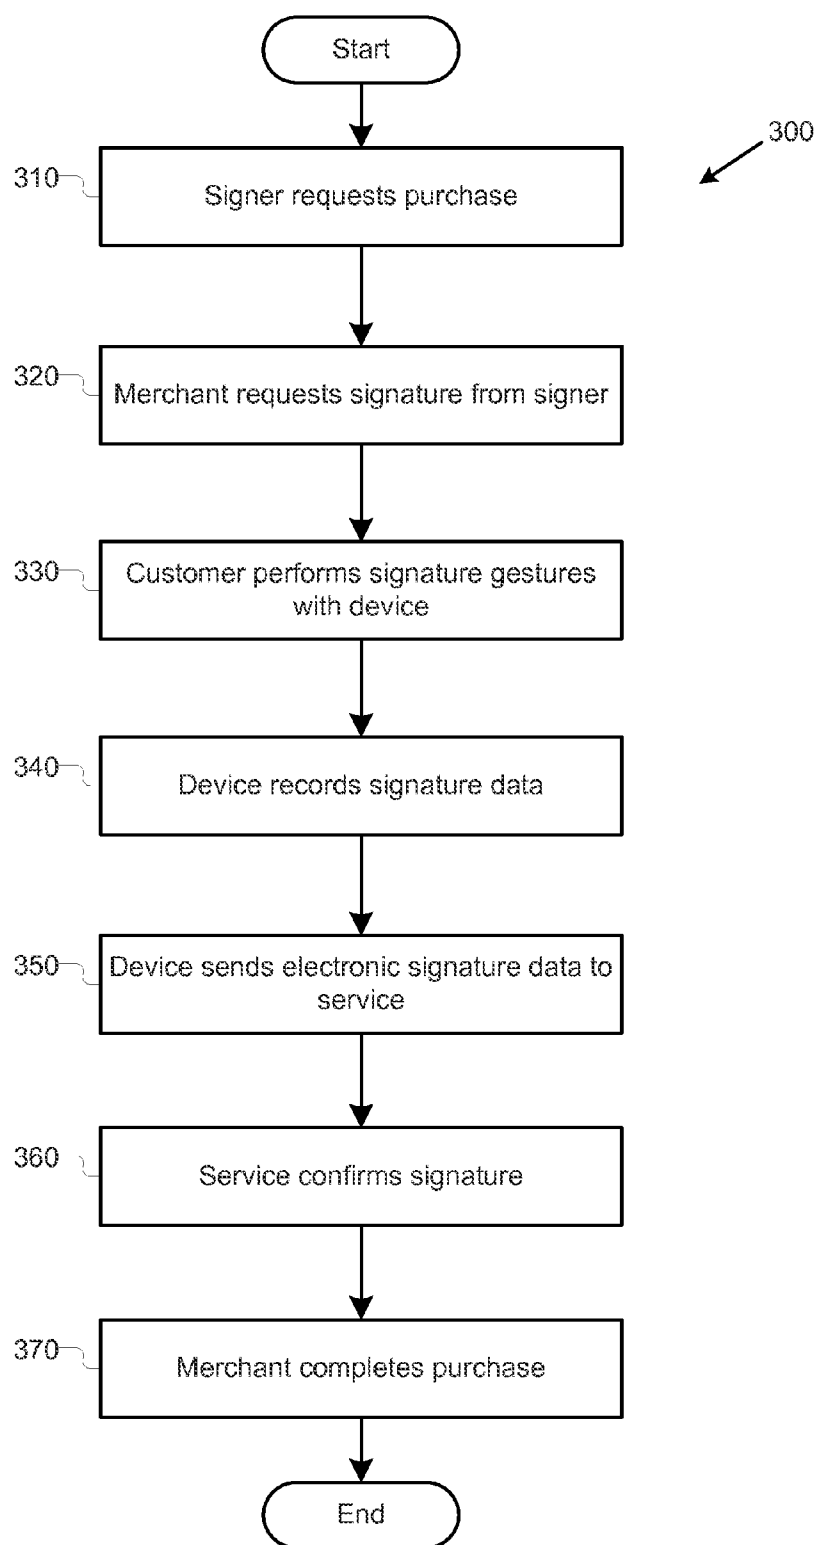 Start
300
310
Signer requests purchase
320
Merchant requests signature from signer
330
Customer performs signature gestures
with device
340
Device records signature data
350
Device sends electronic signature data to
service
360
Service confirms signature
370
Merchant completes purchase
End